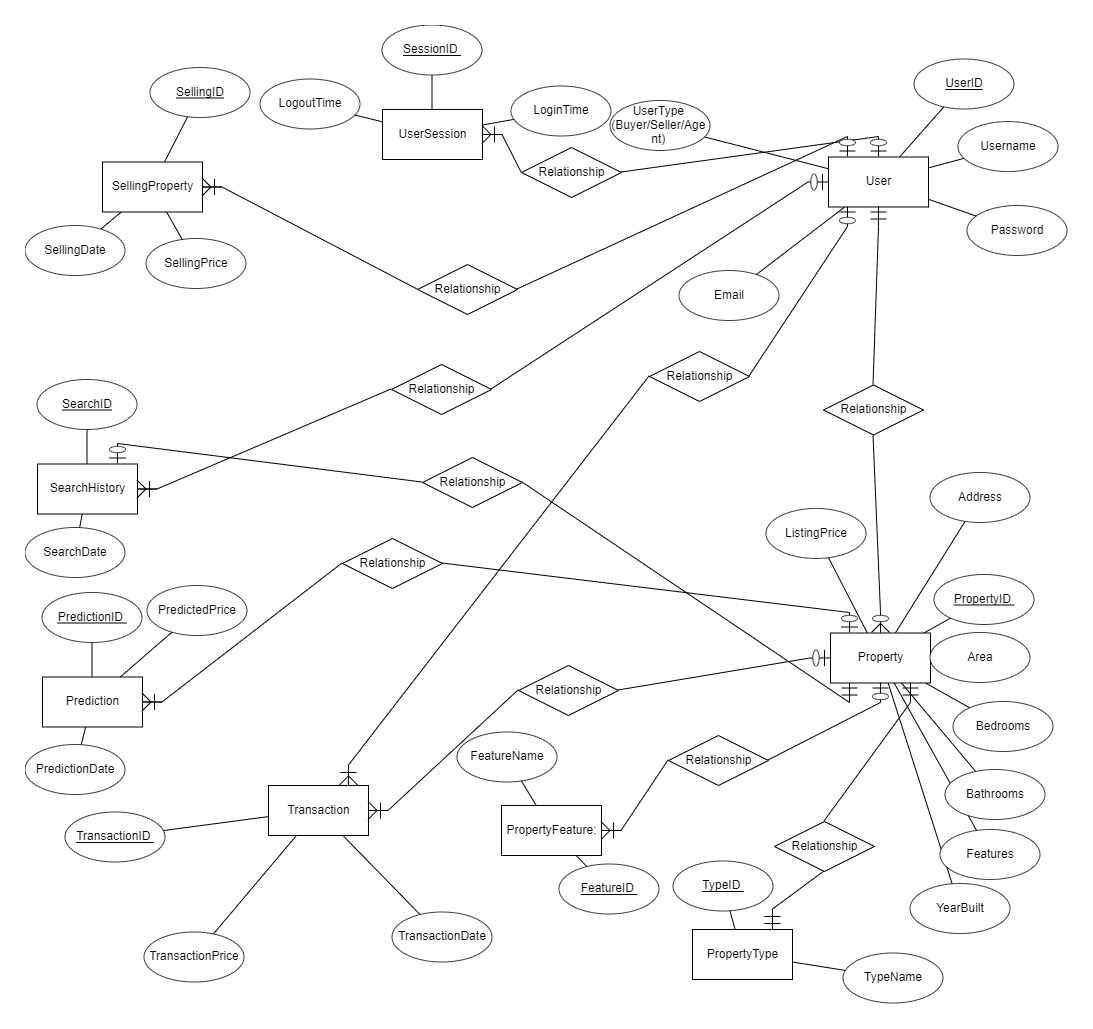 SessionID
UserID
SellingID
LogoutTime
LoginTime
UserType
(Buyer/Seller/Age
nt)
UserSession
Username
Relationship
SellingProperty
User
Password
SellingDate
SellingPrice
Relationship
Email
Relationship
Relationship
Relationship
SearchID
SearchHistory
Relationship
Address
ListingPrice
SearchDate
Relationship
PropertyID
PredictionID
PredictedPrice
Property
Area
Prediction
Relationship
Bedrooms
FeatureName
Relationship
PredictionDate
Bathrooms
Transaction
PropertyFeature:
TransactionID
Relationship
Features
FeatureID
TypeID
YearBuilt
TransactionPrice
TransactionDate
PropertyType
TypeName